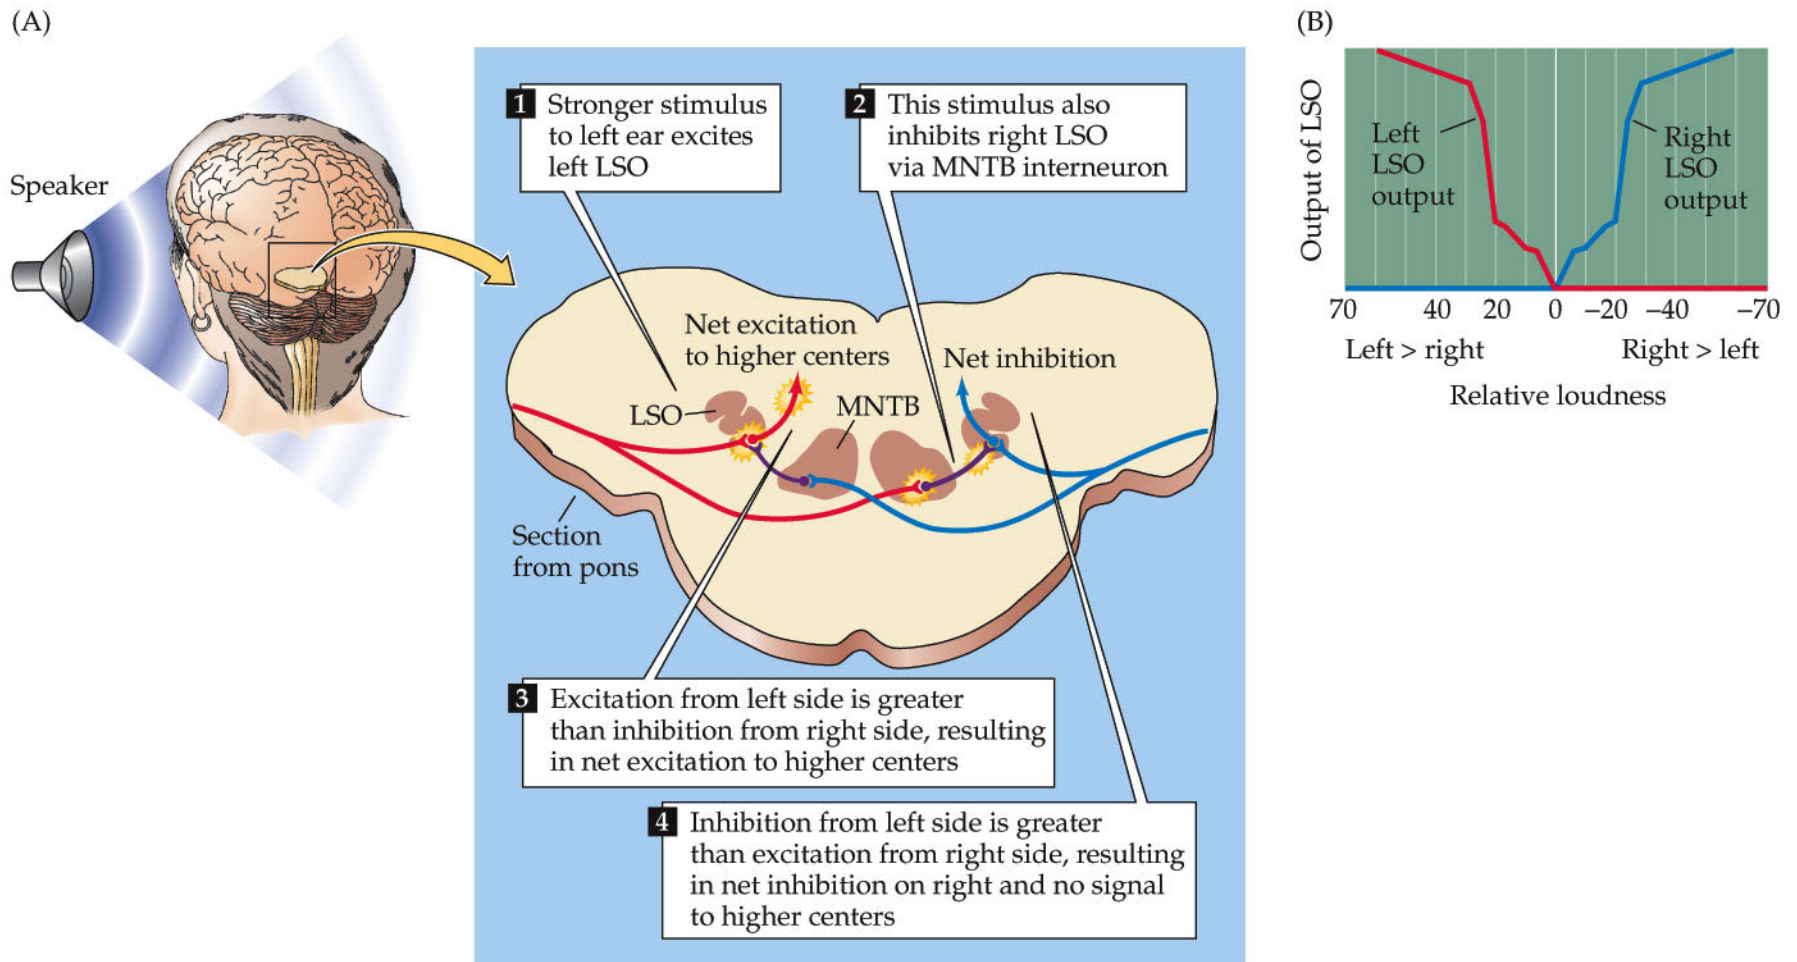 (A)
Speaker
1 Stronger stimulus
to left ear excites
left LSO
2 This stimulus also
inhibits right LSO
via MNTB interneuron
Net excitation
to higher centers
Net inhibition
LSO
MNTB
Section
from pons
3 Excitation from left side is greater
than inhibition from right side, resulting
in net excitation to higher centers
4 Inhibition from left side is greater
than excitation from right side, resulting
in net inhibition on right and no signal
to higher centers
(B)
Output of LSO
Left
LSO
output
Right
LSO
output
70 40 20 0 –20 –40 –70
Left > right Right > left
Relative loudness